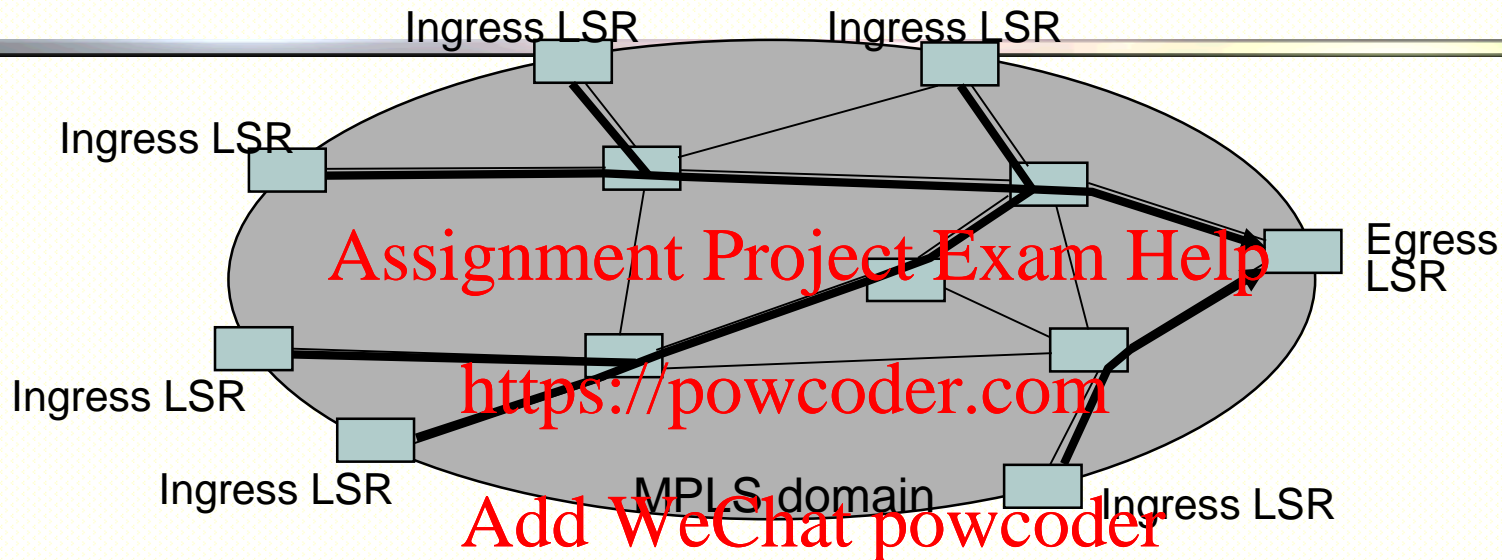 Ingress LSR
Ingress LSR
Ingress LSR
Assignment Project Exam Help
Egress
LSR
Ingress LSR
https://powcoder.com
Ingress LSR
MPLS domain
Ingress LSR
Add WeChat powcoder